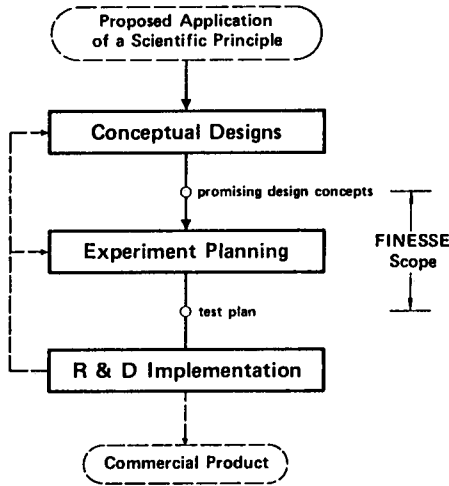 Proposed Application
of a Scientific Principle
Conceptual Designs
promising design concepts
FINESSE
Scope
Experiment Planning
test plan
R & D Implementation
Commercial Product